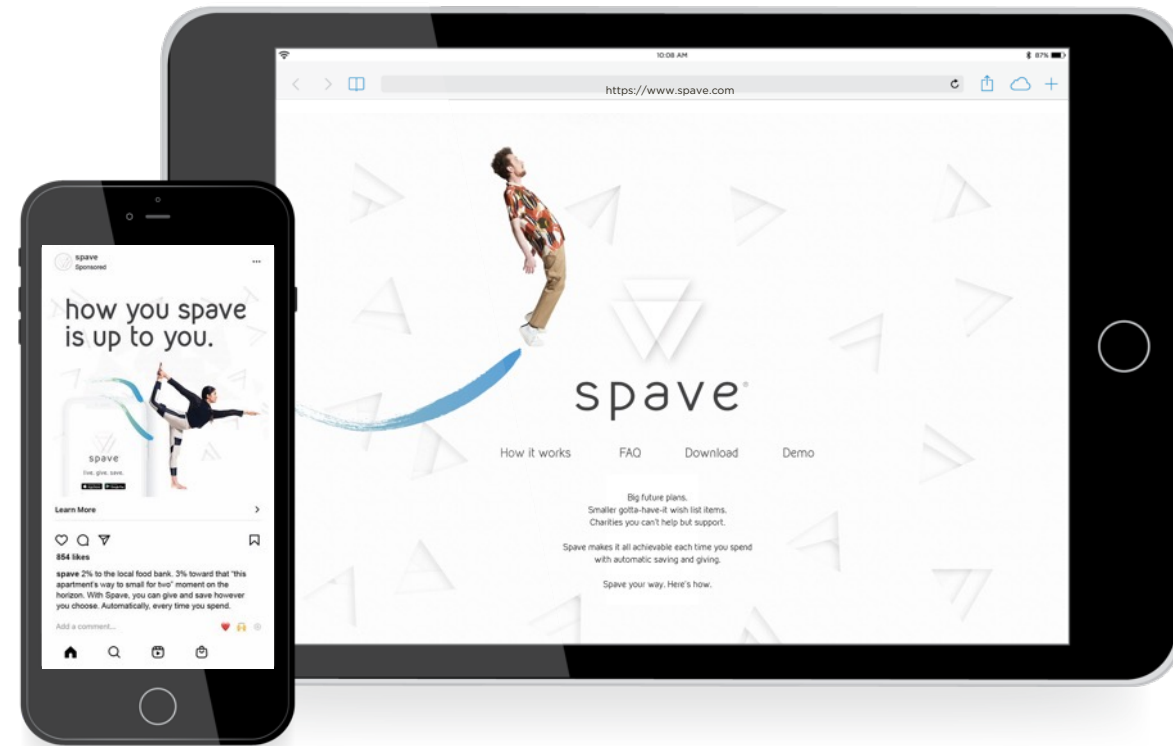 spave
Sponsored
how you spave
is up to you.
spave
live. give. save.
Learn More
854 likes
spave 2% to the local food bank. 3% toward that "this
apartment's way to small for two" moment on the
horizon. With Spave, you can give and save however
you choose. Automatically, every time you spend.
Add a comment...
10:08 AM
87%
https://www.spave.com
spave®
How it works
FAQ
Download
Demo
Big future plans.
Smaller gotta-have-it wish list items.
Charities you can't help but support.
Spave makes it all achievable each time you spend
with automatic saving and giving.
Spave your way. Here's how.